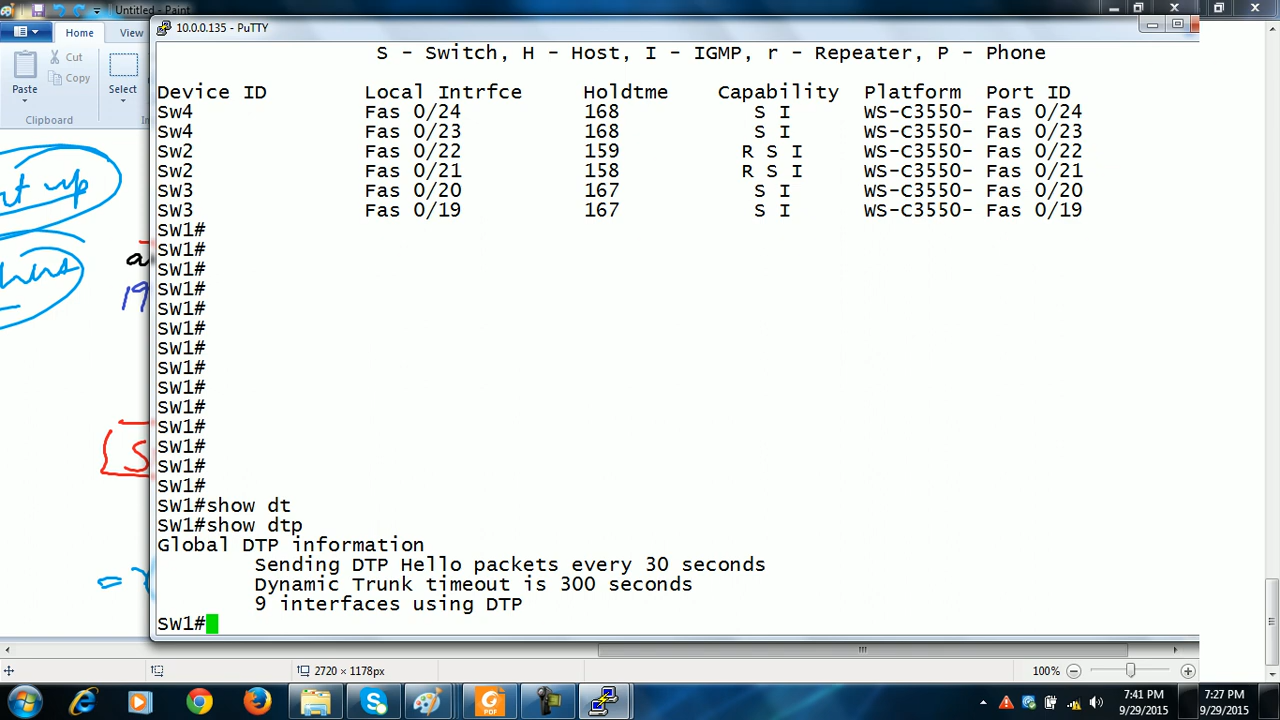 Untitled - Paint
10.0.0.135 - PuTTY
Home
View
Cut
Copy
Paste
Select
Clipboard
S - Switch, H - Host, I - IGMP, r - Repeater, P - Phone
Device ID Local Intrfce Holdtme Capability Platform Port ID
Sw4 Fas 0/24 168 S I WS-C3550- Fas 0/24
Sw4 Fas 0/23 168 S I WS-C3550- Fas 0/23
Sw2 Fas 0/22 159 R S I WS-C3550- Fas 0/22
Sw2 Fas 0/21 158 R S I WS-C3550- Fas 0/21
Sw3 Fas 0/20 167 S I WS-C3550- Fas 0/20
Sw3 Fas 0/19 167 S I WS-C3550- Fas 0/19
SW1#
SW1#
SW1#
SW1#
SW1#
SW1#
SW1#
SW1#
SW1#
SW1#
SW1#
SW1#
SW1#
SW1#
SW1#show dt
SW1#show dtp
Global DTP information
Sending DTP Hello packets every 30 seconds
Dynamic Trunk timeout is 300 seconds
9 interfaces using DTP
SW1#
2720 × 1178px
100%
7:41 PM
9/29/2015
7:27 PM
9/29/2015